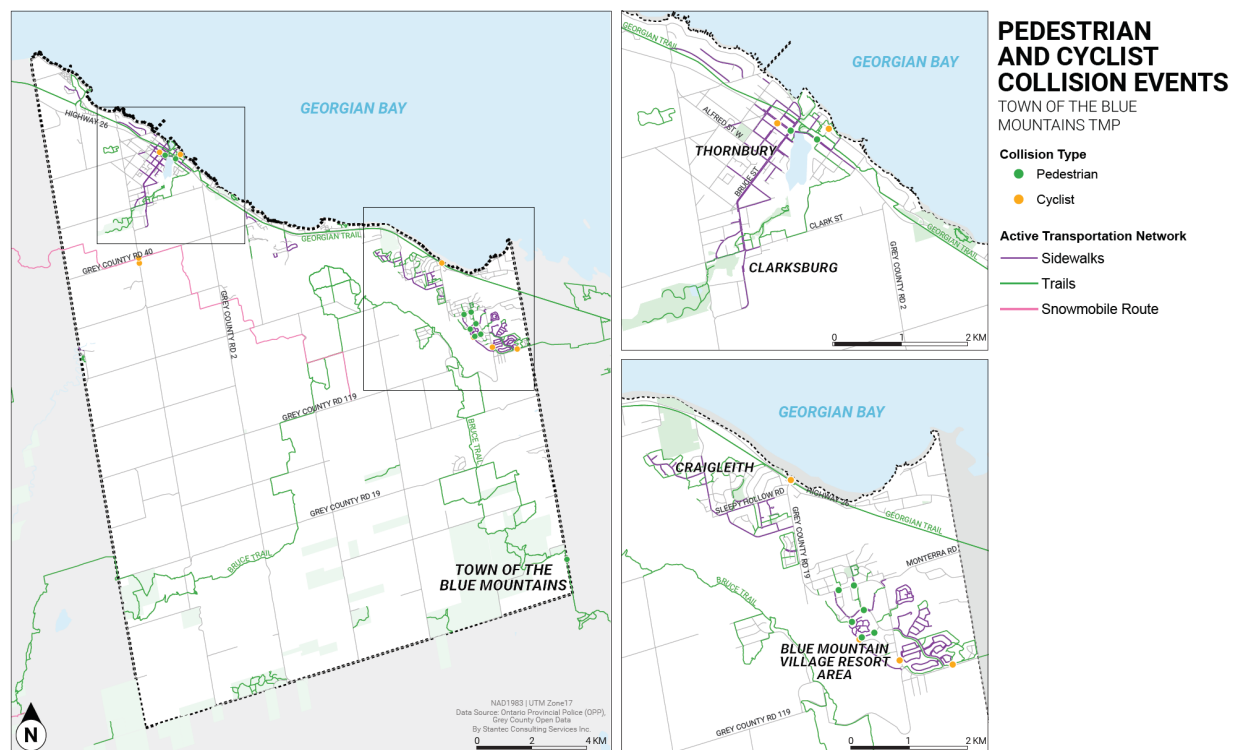 PEDESTRIAN
AND CYCLIST
COLLISION EVENTS
TOWN OF THE BLUE
MOUNTAINS TMP
Collision Type
Pedestrian
Cyclist
Active Transportation Network
Sidewalks
Trails
Snowmobile Route
GEORGIAN BAY
HIGHWAY 26
GEORGIAN TRAIL
GREY COUNTY RD 40
GREY COUNTY RD 2
GREY COUNTY RD 119
BRUCE TRAIL
GREY COUNTY RD 19
BRUCE TRAIL
TOWN OF THE
BLUE MOUNTAINS
NAD1983 | UTM Zone17
Data Source: Ontario Provincial Police (OPP),
Grey County Open Data
By Stantec Consulting Services Inc.
N
0 2 4 KM
GEORGIAN TRAIL
GEORGIAN BAY
ALFRED ST W
THORNBURY
BRUCE ST
CLARK ST
GEORGIAN TRAIL
CLARKSBURG
GREY COUNTY RD 2
0 1 2 KM
GEORGIAN BAY
CRAIGLEITH
SLEEPY HOLLOW RD
HIGHWAY 26
GREY COUNTY RD 19
GEORGIAN TRAIL
MONTERRA RD
BRUCE TRAIL
BLUE MOUNTAIN
VILLAGE RESORT
AREA
GREY COUNTY RD 119
0 1 2 KM